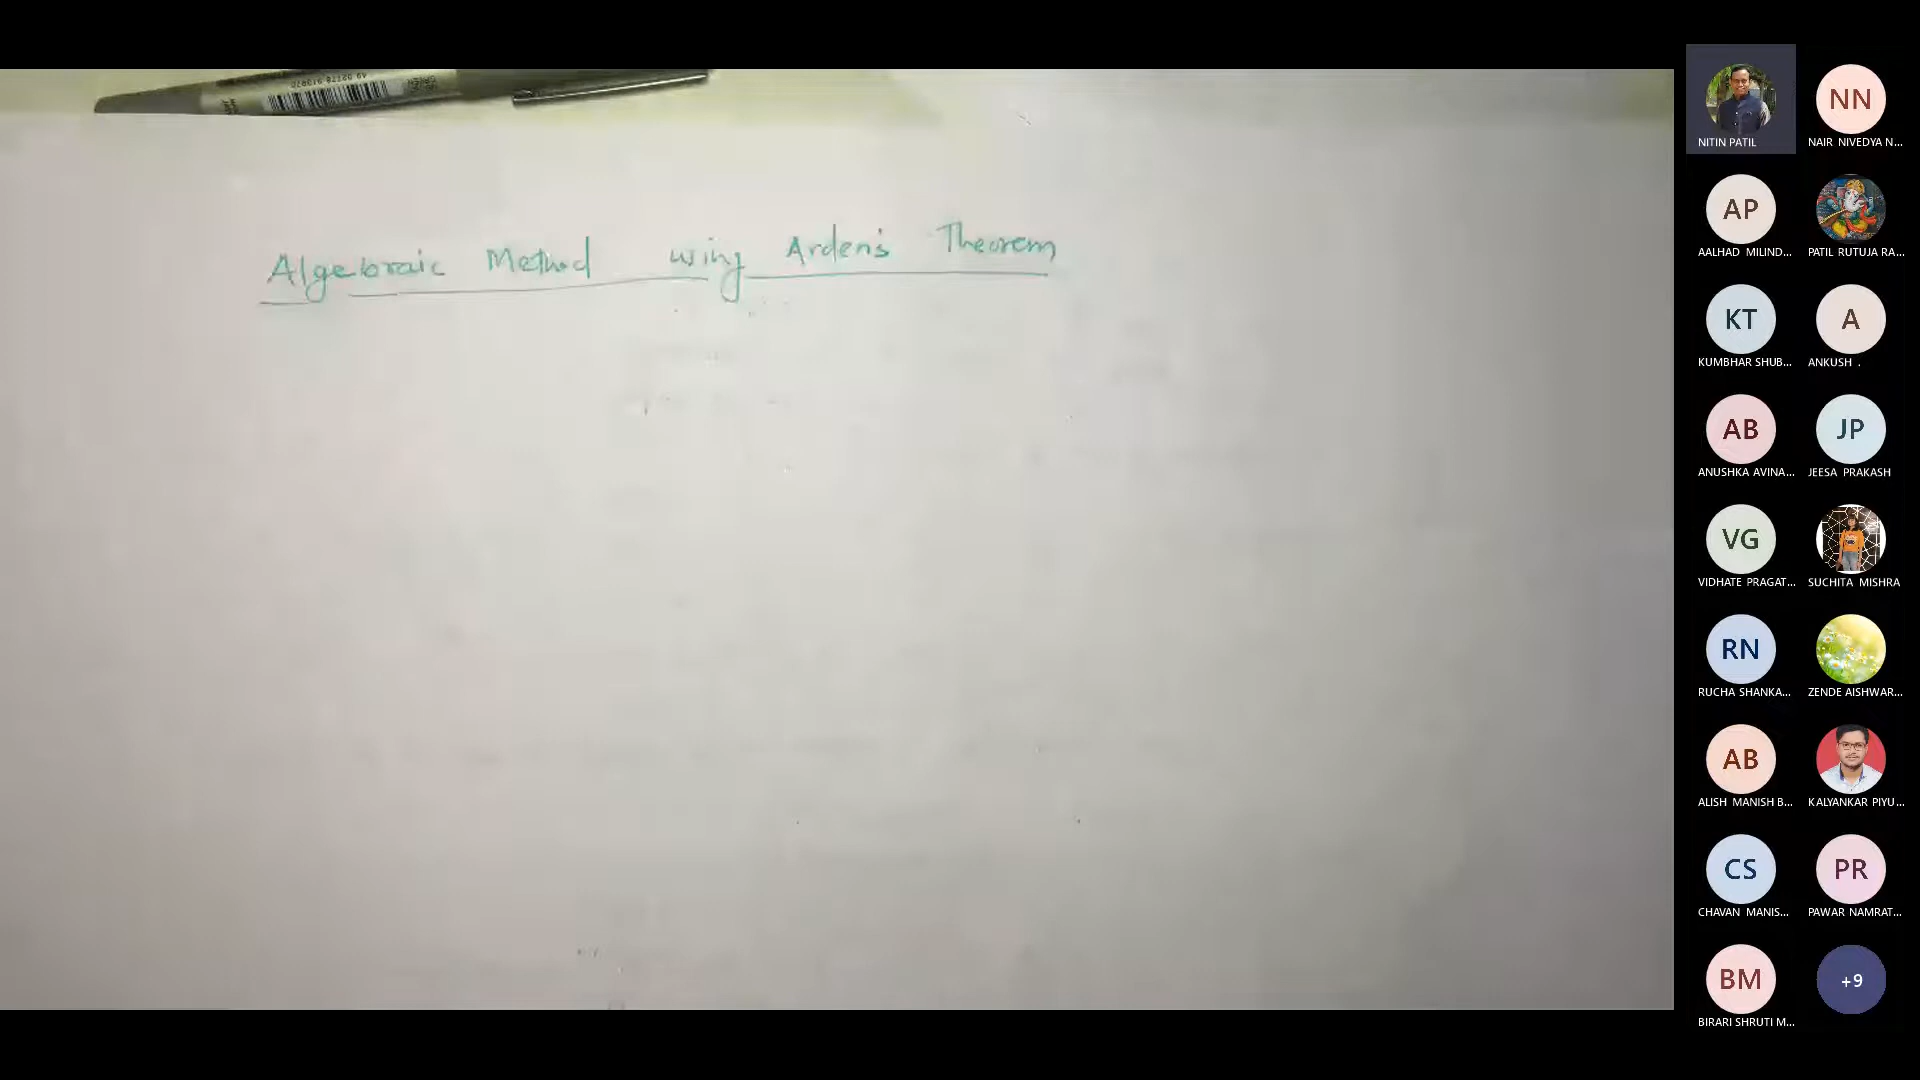 Algebraic Method using Arden's Theorem
NITIN PATIL
NN
NAIR NIVEDYA N...
AP
AALHAD MILIND...
PATIL RUTUJA RA...
KT
KUMBHAR SHUB...
A
ANKUSH .
AB
ANUSHKA AVINA...
JP
JEESA PRAKASH
VG
VIDHATE PRAGAT...
SUCHITA MISHRA
RN
RUCHA SHANKA...
ZENDE AISHWAR...
AB
ALISH MANISH B...
KALYANKAR PIYU...
CS
CHAVAN MANIS...
PR
PAWAR NAMRAT...
BM
BIRARI SHRUTI M...
+9